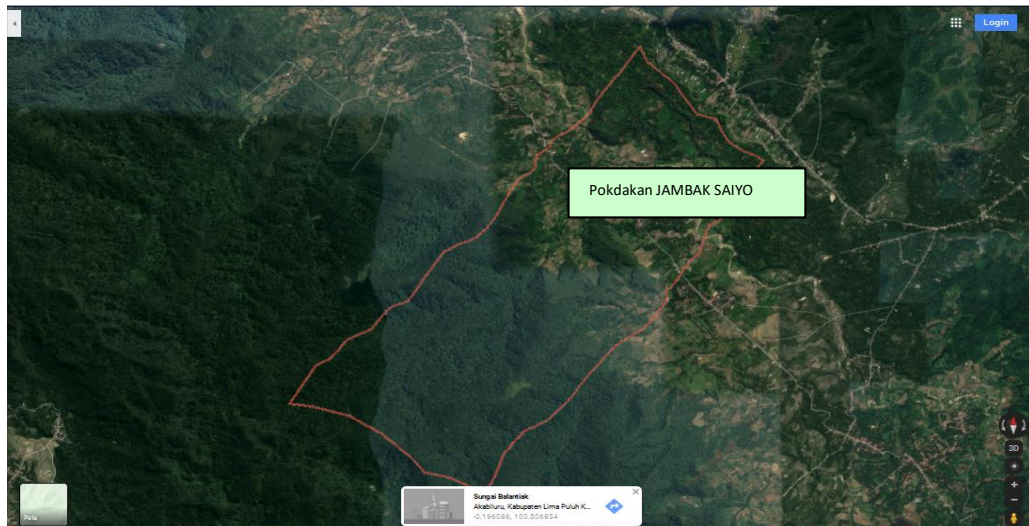 Login
Pokdakan JAMBAK SAIYO
3D
Sungai Balantiak
Akabiluru, Kabupaten Lima Puluh K...
-0.196086, 100.506854
Peta